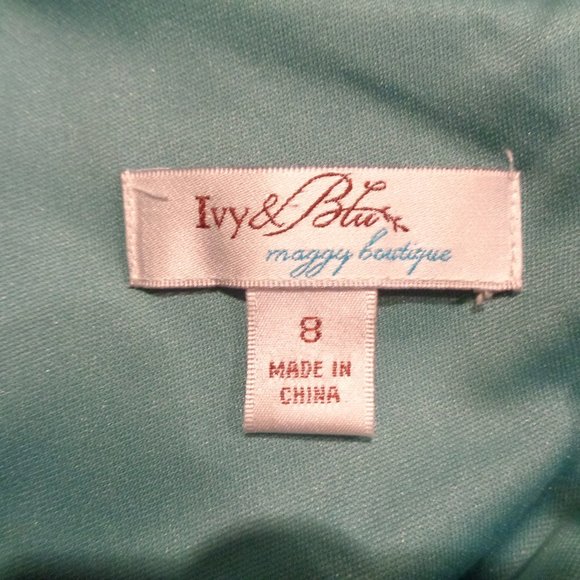 Ivy & Blu
maggy boutique
8
MADE IN
CHINA